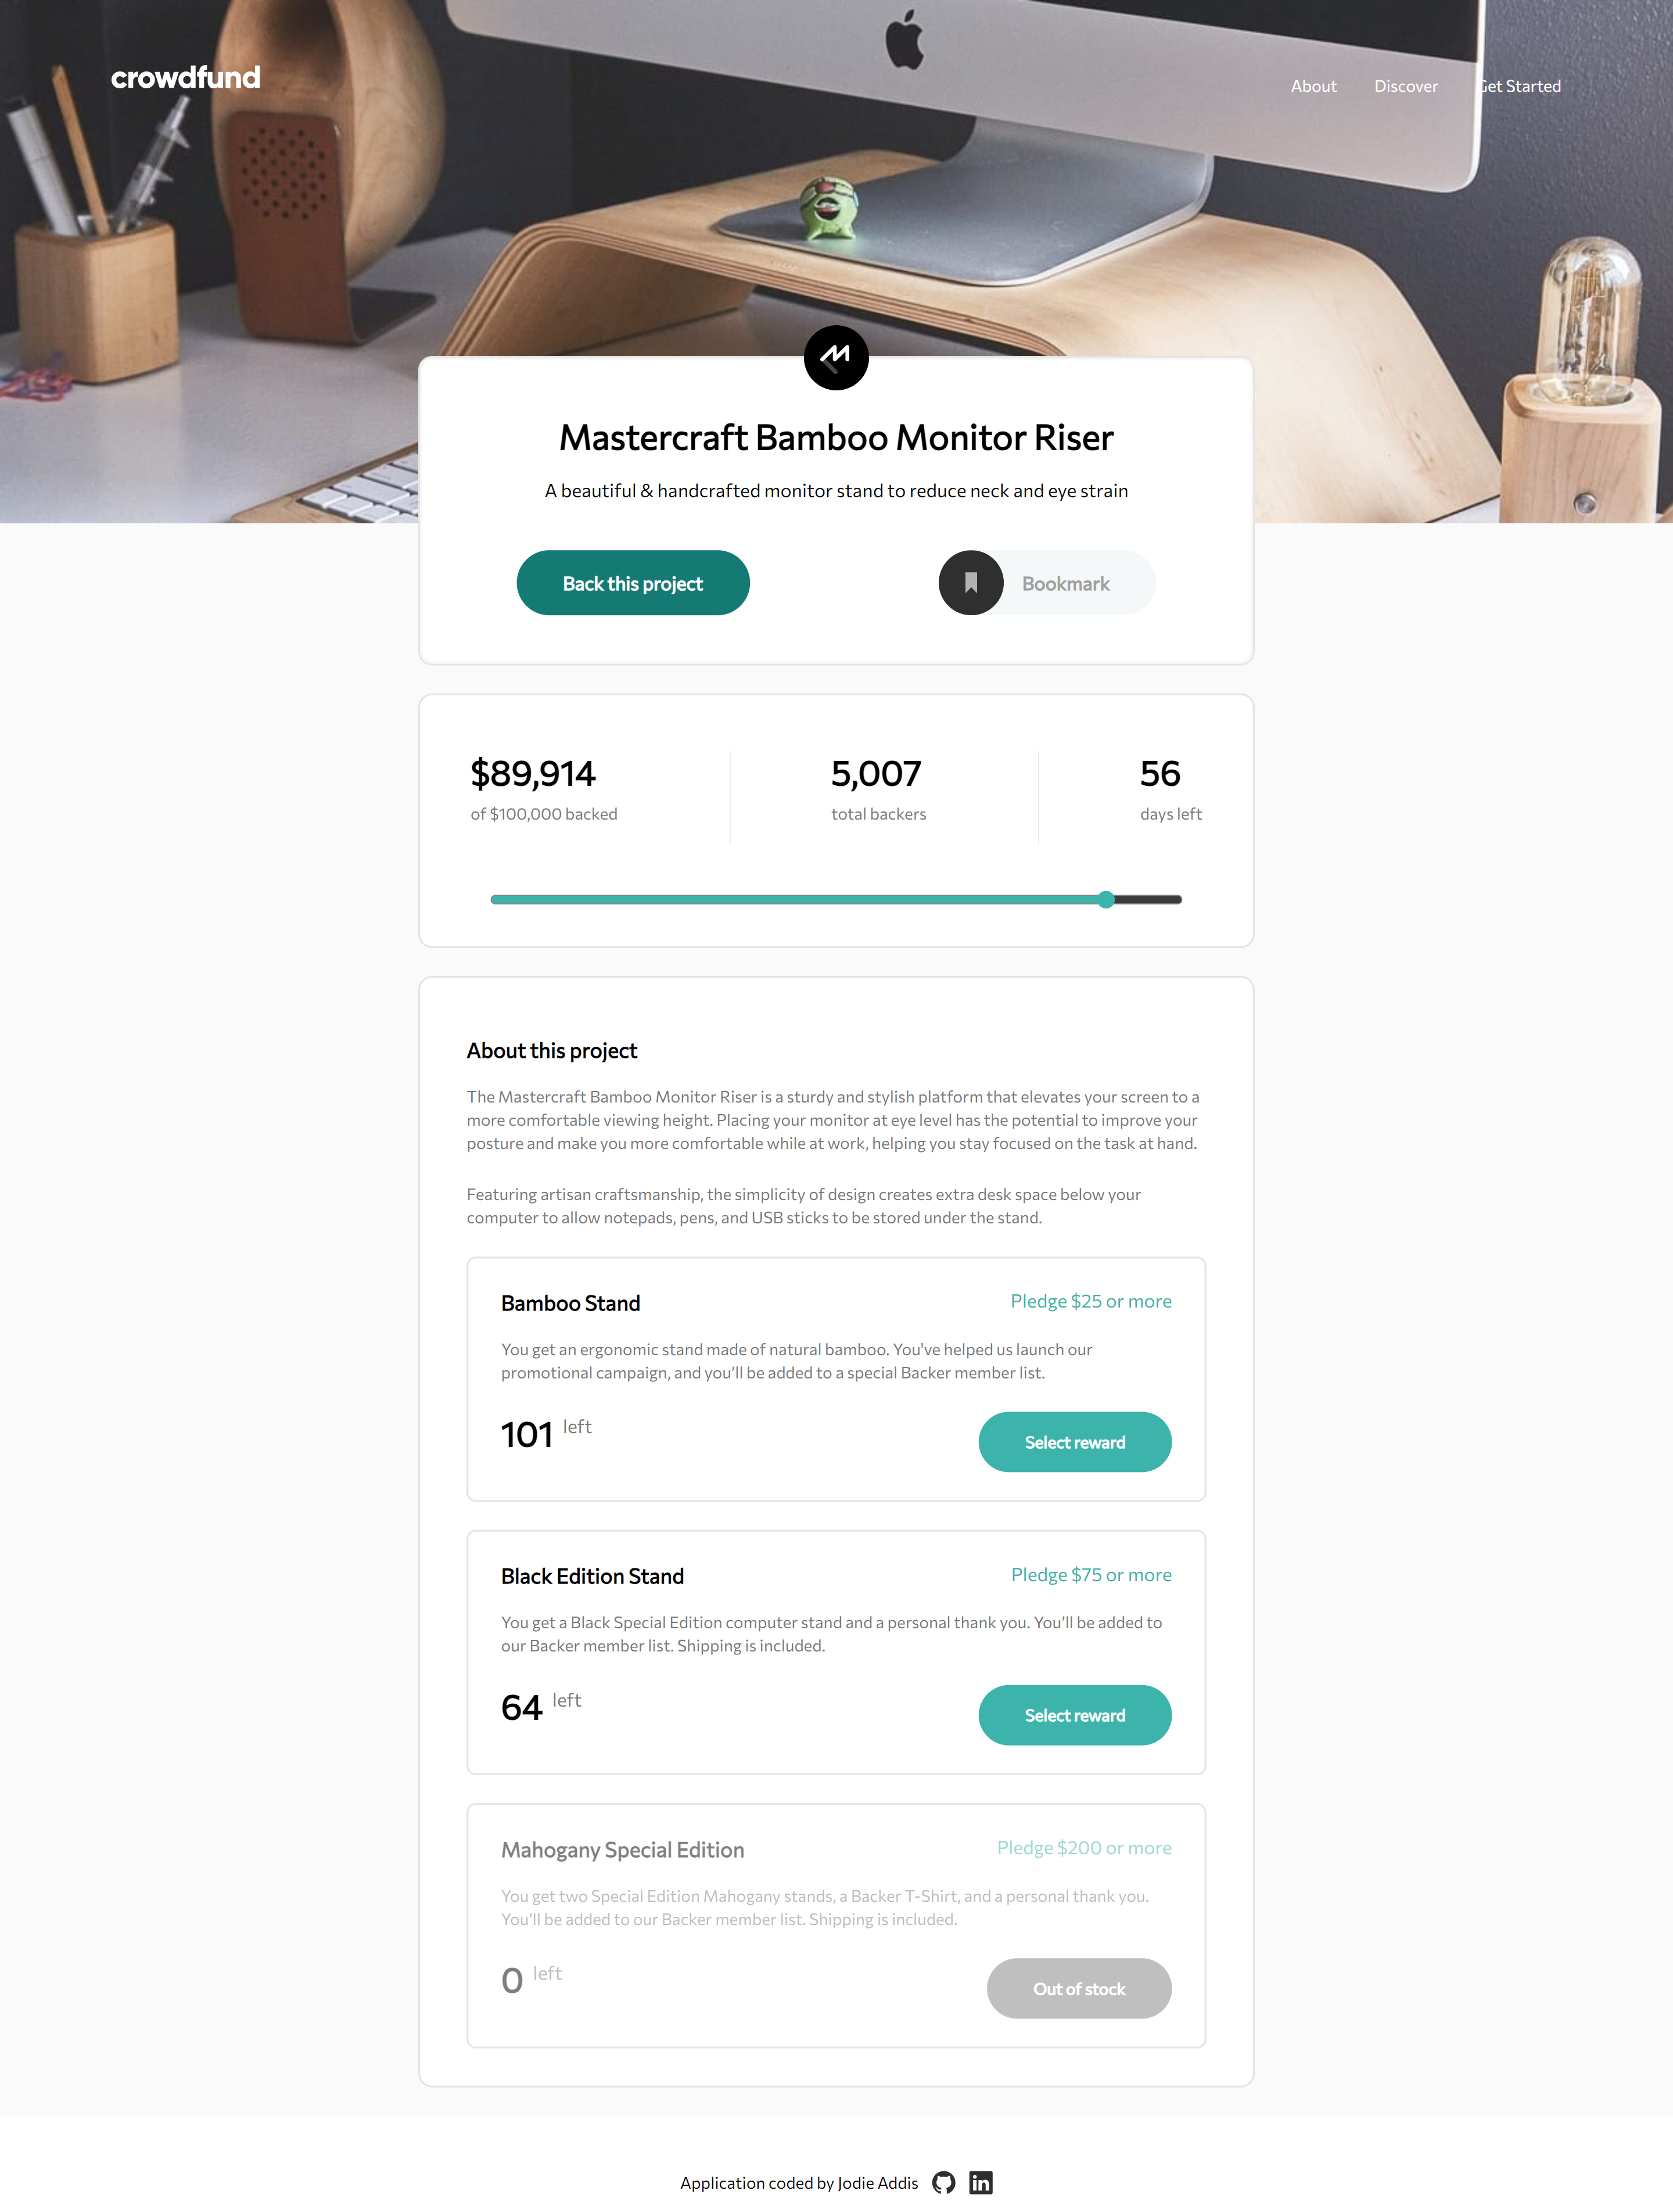 crowdfund
About
Discover
Get Started
Mastercraft Bamboo Monitor Riser
A beautiful & handcrafted monitor stand to reduce neck and eye strain
Back this project
Bookmark
$89,914
of $100,000 backed
5,007
total backers
56
days left
About this project
The Mastercraft Bamboo Monitor Riser is a sturdy and stylish platform that elevates your screen to a
more comfortable viewing height. Placing your monitor at eye level has the potential to improve your
posture and make you more comfortable while at work, helping you stay focused on the task at hand.
Featuring artisan craftsmanship, the simplicity of design creates extra desk space below your
computer to allow notepads, pens, and USB sticks to be stored under the stand.
Bamboo Stand
Pledge $25 or more
You get an ergonomic stand made of natural bamboo. You've helped us launch our
promotional campaign, and you’ll be added to a special Backer member list.
101 left
Select reward
Black Edition Stand
Pledge $75 or more
You get a Black Special Edition computer stand and a personal thank you. You’ll be added to
our Backer member list. Shipping is included.
64 left
Select reward
Mahogany Special Edition
Pledge $200 or more
You get two Special Edition Mahogany stands, a Backer T-Shirt, and a personal thank you.
You’ll be added to our Backer member list. Shipping is included.
0 left
Out of stock
Application coded by Jodie Addis
in